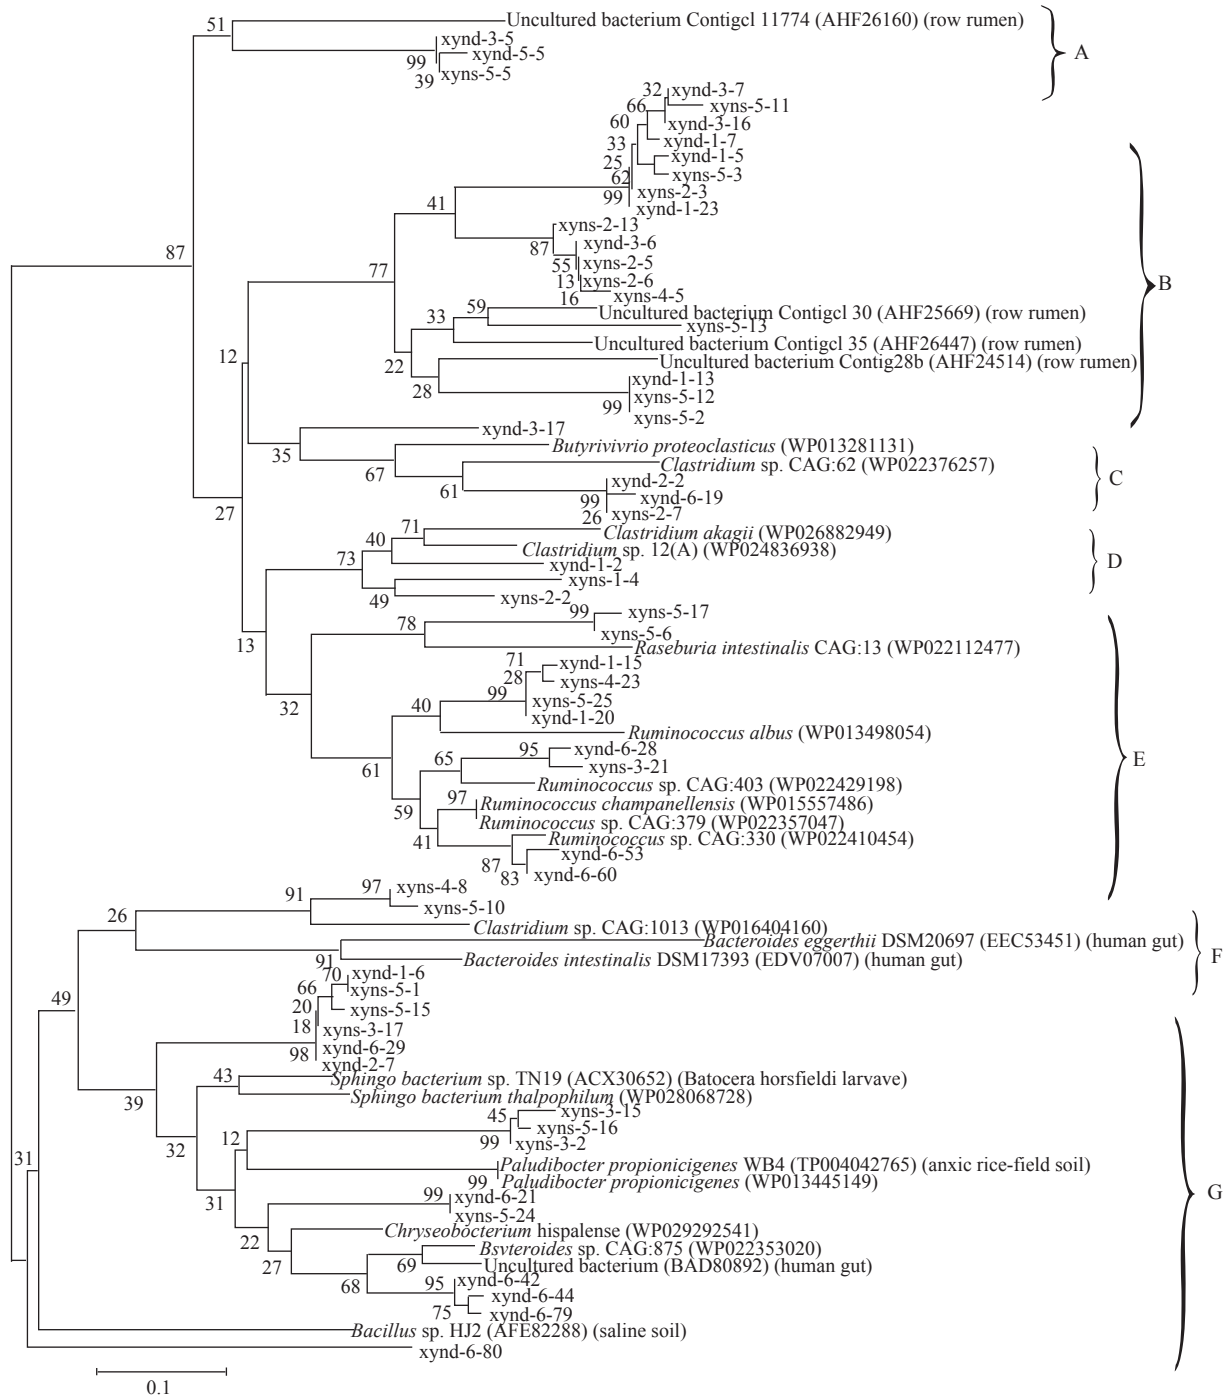 51
Uncultured bacterium Contigcl 11774 (AHF26160) (row rumen)
xynd-3-5
xynd-5-5
99
39
xyns-5-5
A
32
xynd-3-7
66
xyns-5-11
60
xynd-3-16
33
xynd-1-7
25
xynd-1-5
62
xyns-5-3
99
xyns-2-3
xynd-1-23
41
xyns-2-13
87
xynd-3-6
55
xyns-2-5
13
xyns-2-6
16
xyns-4-5
87
77
B
59
Uncultured bacterium Contigcl 30 (AHF25669) (row rumen)
33
xyns-5-13
Uncultured bacterium Contigcl 35 (AHF26447) (row rumen)
12
22
Uncultured bacterium Contig28b (AHF24514) (row rumen)
28
xynd-1-13
xyns-5-12
99
xyns-5-2
xynd-3-17
35
Butyrivivrio proteoclasticus (WP013281131)
67
Clastridium sp. CAG:62 (WP022376257)
61
xynd-2-2
C
99
xynd-6-19
26
xyns-2-7
27
71
Clastridium akagii (WP026882949)
40
Clastridium sp. 12(A) (WP024836938)
73
xynd-1-2
D
xyns-1-4
49
xyns-2-2
99
xyns-5-17
78
xyns-5-6
13
Raseburia intestinalis CAG:13 (WP022112477)
71
xynd-1-15
28
xyns-4-23
99
xyns-5-25
32
40
xynd-1-20
Ruminococcus albus (WP013498054)
95
xynd-6-28
65
xyns-3-21
E
61
Ruminococcus sp. CAG:403 (WP022429198)
97
Ruminococcus champanellensis (WP015557486)
59
Ruminococcus sp. CAG:379 (WP022357047)
41
Ruminococcus sp. CAG:330 (WP022410454)
87
xynd-6-53
83
xynd-6-60
97
xyns-4-8
91
xyns-5-10
26
Clastridium sp. CAG:1013 (WP016404160)
Bacteroides eggerthii DSM20697 (EEC53451) (human gut)
F
91
Bacteroides intestinalis DSM17393 (EDV07007) (human gut)
70
xynd-1-6
66
xyns-5-1
49
20
xyns-5-15
18
xyns-3-17
98
xynd-6-29
xynd-2-7
43
Sphingo bacterium sp. TN19 (ACX30652) (Batocera horsfieldi larvave)
39
Sphingo bacterium thalpophilum (WP028068728)
45
xyns-3-15
32
12
xyns-5-16
99
xyns-3-2
31
Paludibocter propionicigenes WB4 (TP004042765) (anxic rice-field soil)
99
Paludibocter propionicigenes (WP013445149)
G
99
xynd-6-21
31
xyns-5-24
22
Chryseobocterium hispalense (WP029292541)
27
Bsvteroides sp. CAG:875 (WP022353020)
69
Uncultured bacterium (BAD80892) (human gut)
68
95
xynd-6-42
xynd-6-44
75
xynd-6-79
Bacillus sp. HJ2 (AFE82288) (saline soil)
xynd-6-80
0.1